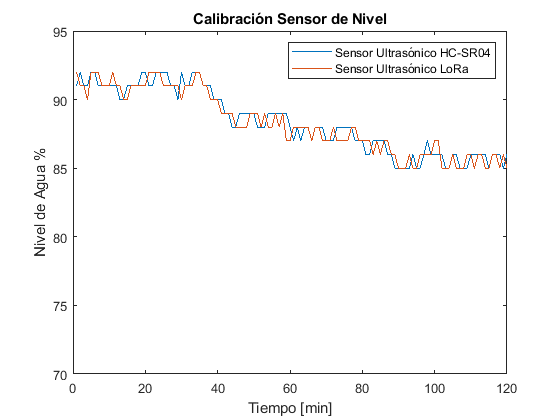 Calibración Sensor de Nivel
Sensor Ultrasónico HC-SR04
Sensor Ultrasónico LoRa
Nivel de Agua %
95
90
85
80
75
70
0 20 40 60 80 100 120
Tiempo [min]